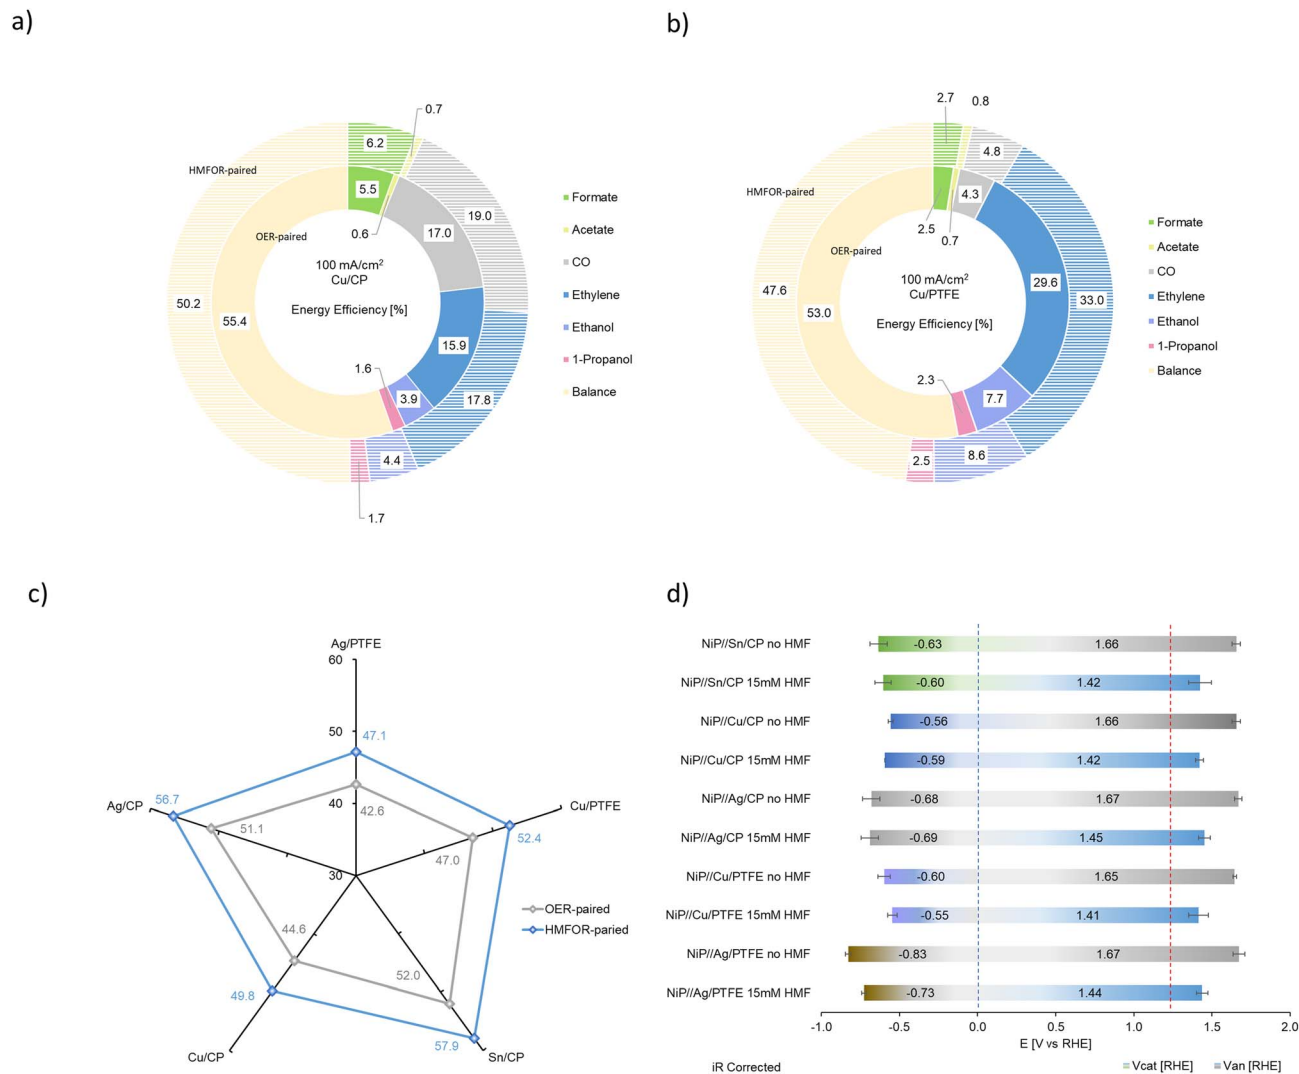 a)
0.7
6.2
HMFOR-paired
5.5
19.0
OER-paired
0.6
17.0
100 mA/cm²
Cu/CP
Energy Efficiency [%]
50.2
55.4
15.9
1.6
3.9
17.8
4.4
1.7
Formate
Acetate
CO
Ethylene
Ethanol
1-Propanol
Balance
b)
2.7
0.8
4.8
HMFOR-paired
4.3
2.5
0.7
OER-paired
100 mA/cm²
Cu/PTFE
Energy Efficiency [%]
29.6
33.0
47.6
53.0
2.3
7.7
2.5
8.6
Formate
Acetate
CO
Ethylene
Ethanol
1-Propanol
Balance
c)
Ag/PTFE
60
50
47.1
56.7
Ag/CP
40
42.6
Cu/PTFE
51.1
52.4
47.0
30
OER-paired
HMFOR-paried
44.6
52.0
49.8
57.9
Cu/CP
Sn/CP
d)
NiP//Sn/CP no HMF -0.63 1.66
NiP//Sn/CP 15mM HMF -0.60 1.42
NiP//Cu/CP no HMF -0.56 1.66
NiP//Cu/CP 15mM HMF -0.59 1.42
NiP//Ag/CP no HMF -0.68 1.67
NiP//Ag/CP 15mM HMF -0.69 1.45
NiP//Cu/PTFE no HMF -0.60 1.65
NiP//Cu/PTFE 15mM HMF -0.55 1.41
NiP//Ag/PTFE no HMF -0.83 1.67
NiP//Ag/PTFE 15mM HMF -0.73 1.44
-1.0 -0.5 0.0 0.5 1.0 1.5 2.0
E [V vs RHE]
iR Corrected
Vcat [RHE] Van [RHE]